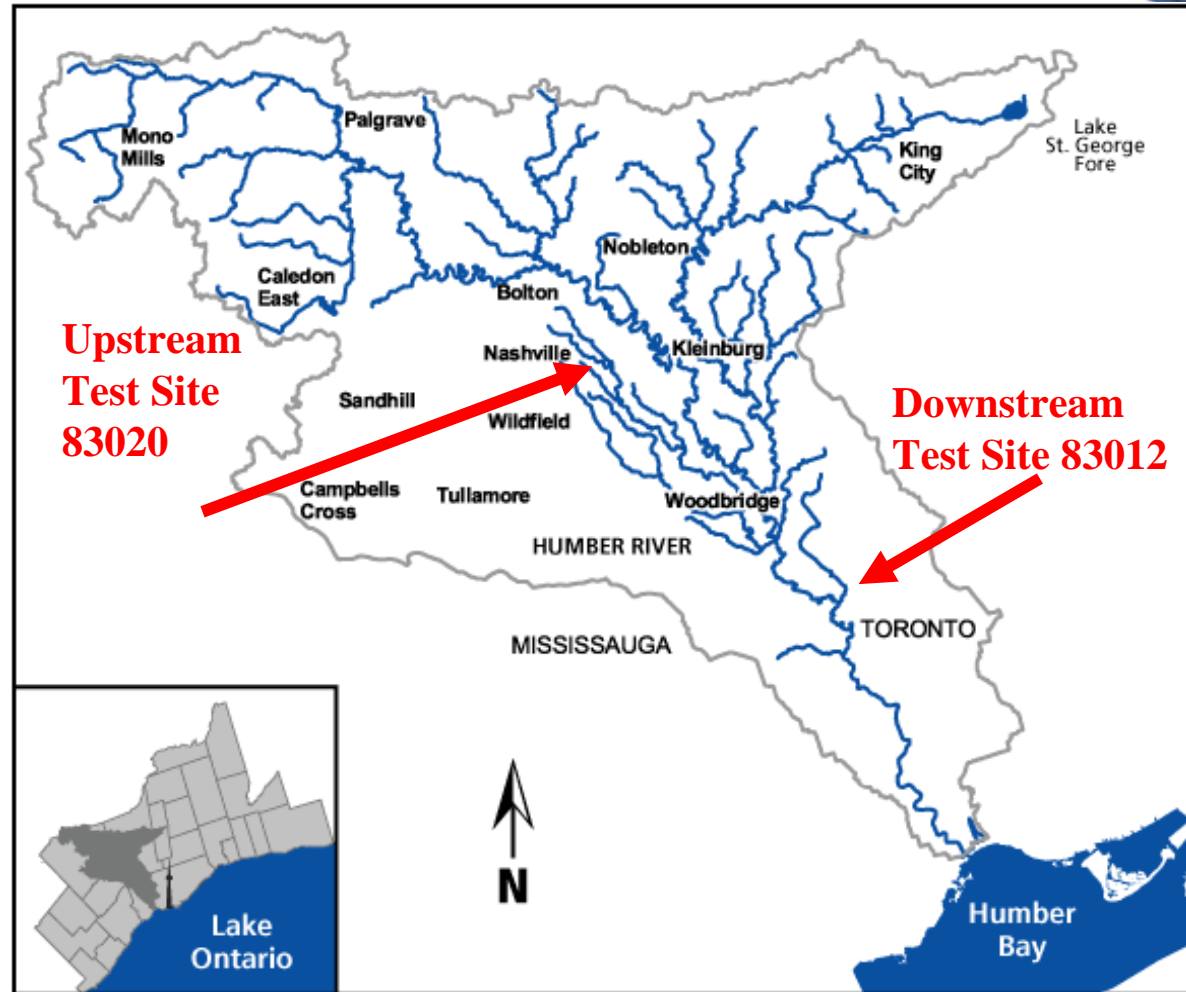 Palgrave
Mono
Mills
Lake
St. George
Fore
King
City
Nobleton
Caledon
East
Bolton
Upstream
Test Site
83020
Nashville
Kleinburg
Sandhill
Wildfield
Downstream
Test Site 83012
Campbells
Cross
Tullamore
Woodbridge
HUMBER RIVER
TORONTO
MISSISSAUGA
N
Lake
Ontario
Humber
Bay